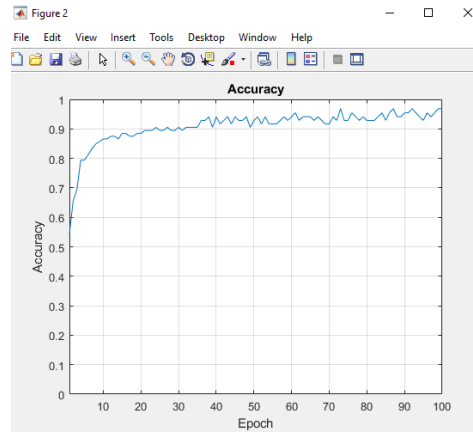 Figure 2
File Edit View Insert Tools Desktop Window Help
Accuracy
1
0.9
0.8
0.7
0.6
0.5
0.4
0.3
0.2
0.1
0
Accuracy
10 20 30 40 50 60 70 80 90 100
Epoch